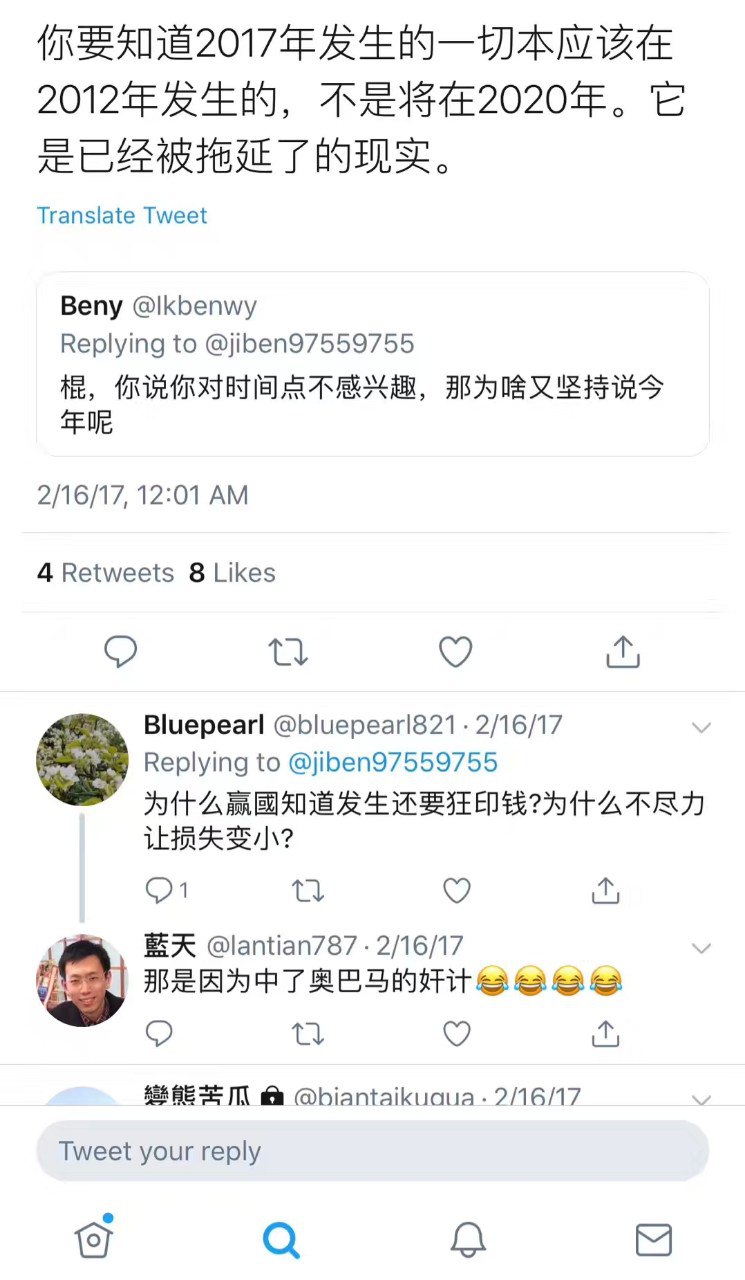 你要知道2017年发生的一切本应该在
2012年发生的，不是将在2020年。它
是已经被拖延了的现实。
Translate Tweet
Beny @lkbenwy
Replying to @jiben97559755
棍，你说你对时间点不感兴趣，那为啥又坚持说今
年呢
2/16/17, 12:01 AM
4 Retweets 8 Likes
Bluepearl @bluepearl821 · 2/16/17
Replying to @jiben97559755
为什么赢國知道发生还要狂印钱?为什么不尽力
让损失变小?
1
藍天 @lantian787 · 2/16/17
那是因为中了奥巴马的奸计😂😂😂😂
變態苦瓜 🔒 @biantaikugua · 2/16/17
Tweet your reply